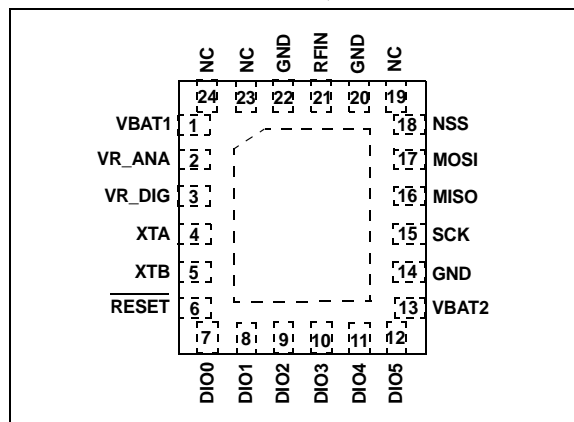 NC NC GND RFIN GND NC
24 23 22 21 20 19
VBAT1 1 18 NSS
VR_ANA 2 17 MOSI
VR_DIG 3 16 MISO
XTA 4 15 SCK
XTB 5 14 GND
RESET 6 13 VBAT2
7 8 9 10 11 12
DIO0 DIO1 DIO2 DIO3 DIO4 DIO5